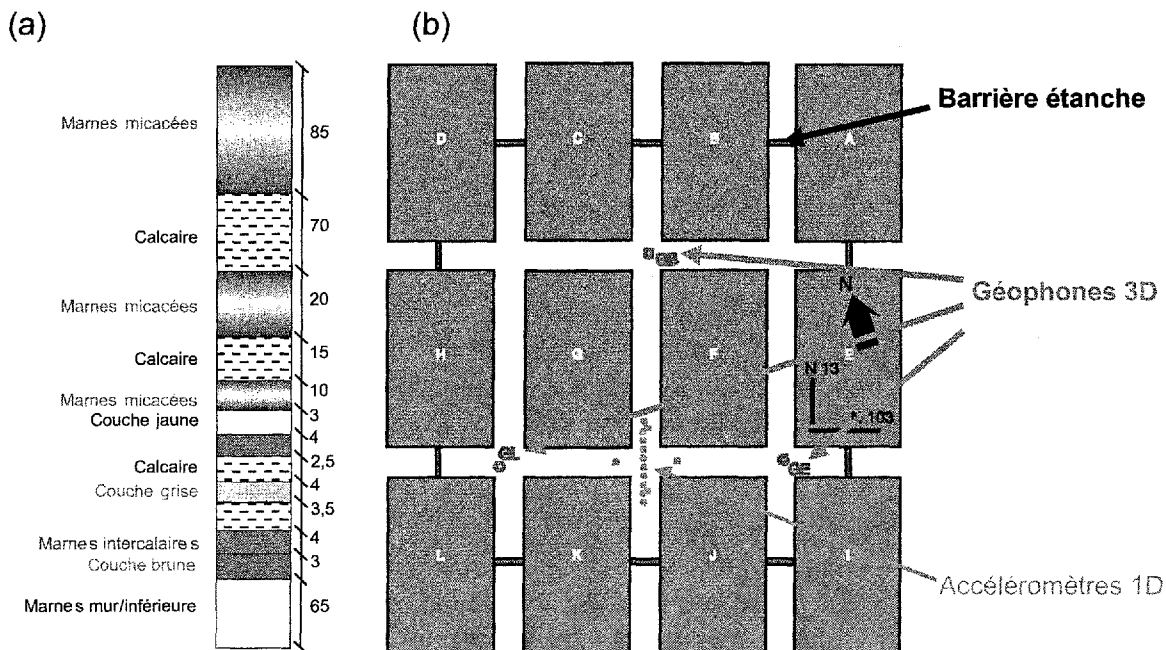 (a)
(b)
Marnes micacées
85
Calcaire
70
Marnes micacées
20
Calcaire
15
Marnes micacées
10
Couche jaune
3
4
Calcaire
2,5
Couche grise
4
3,5
Marnes intercalaires
4
Couche brune
3
Marnes mur/inférieure
65
Barrière étanche
D
C
B
A
Géophones 3D
N
H
G
F
E
N 13
103
GL
GE
L
K
J
I
Accéléromètres 1D